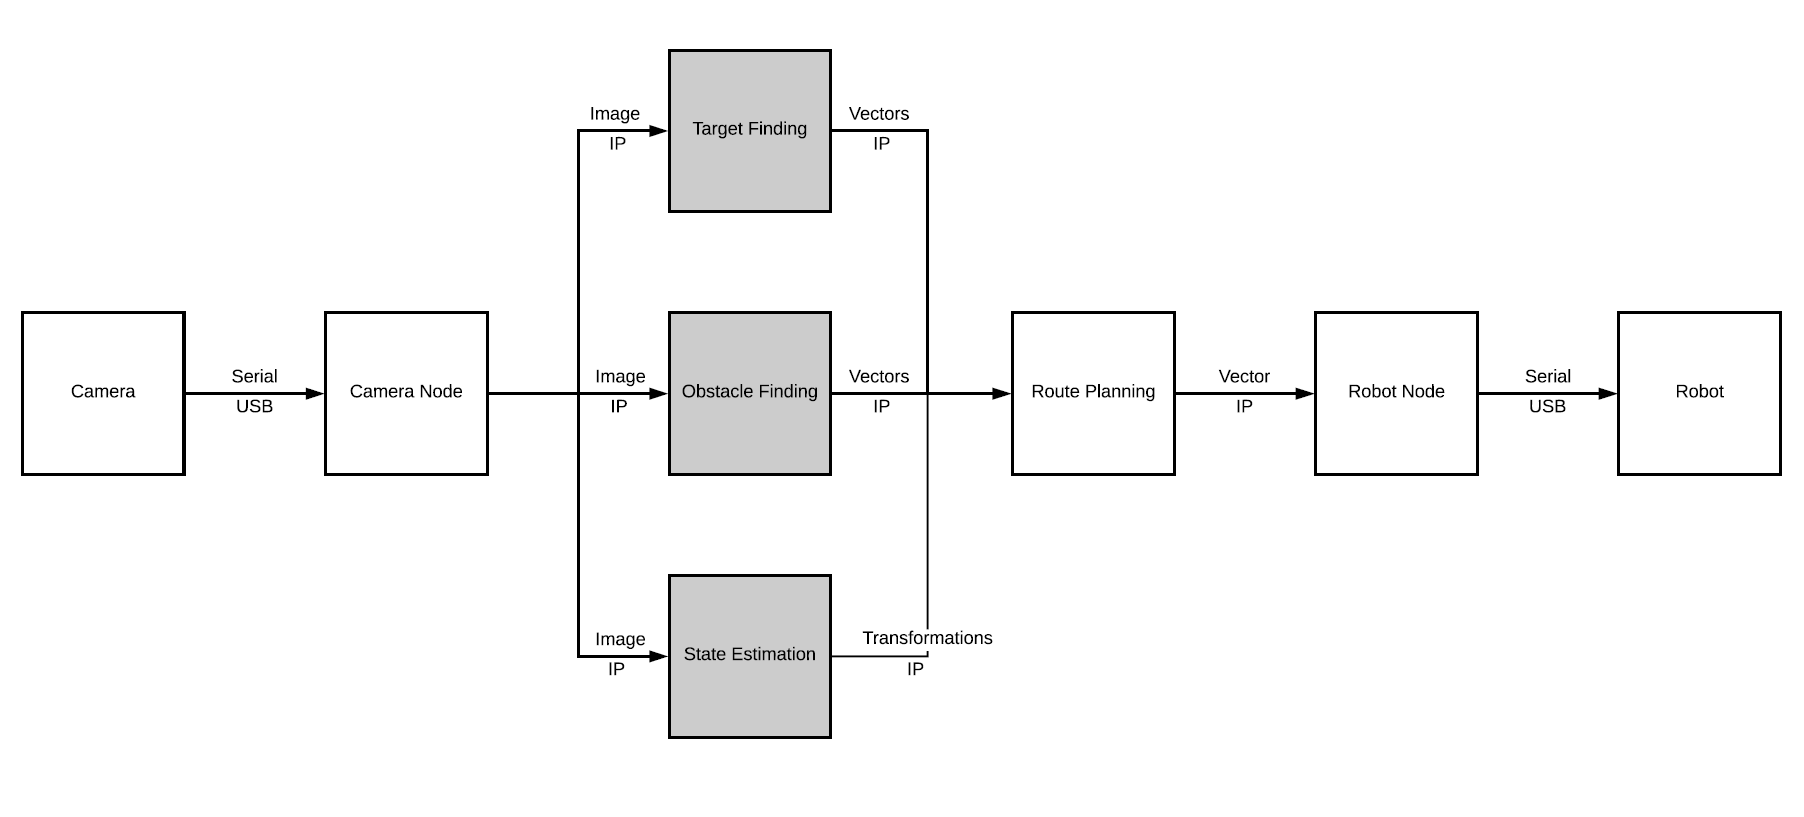 Image
IP
Target Finding
Vectors
IP
Camera
Serial
USB
Camera Node
Image
IP
Obstacle Finding
Vectors
IP
Route Planning
Vector
IP
Robot Node
Serial
USB
Robot
Image
IP
State Estimation
Transformations
IP